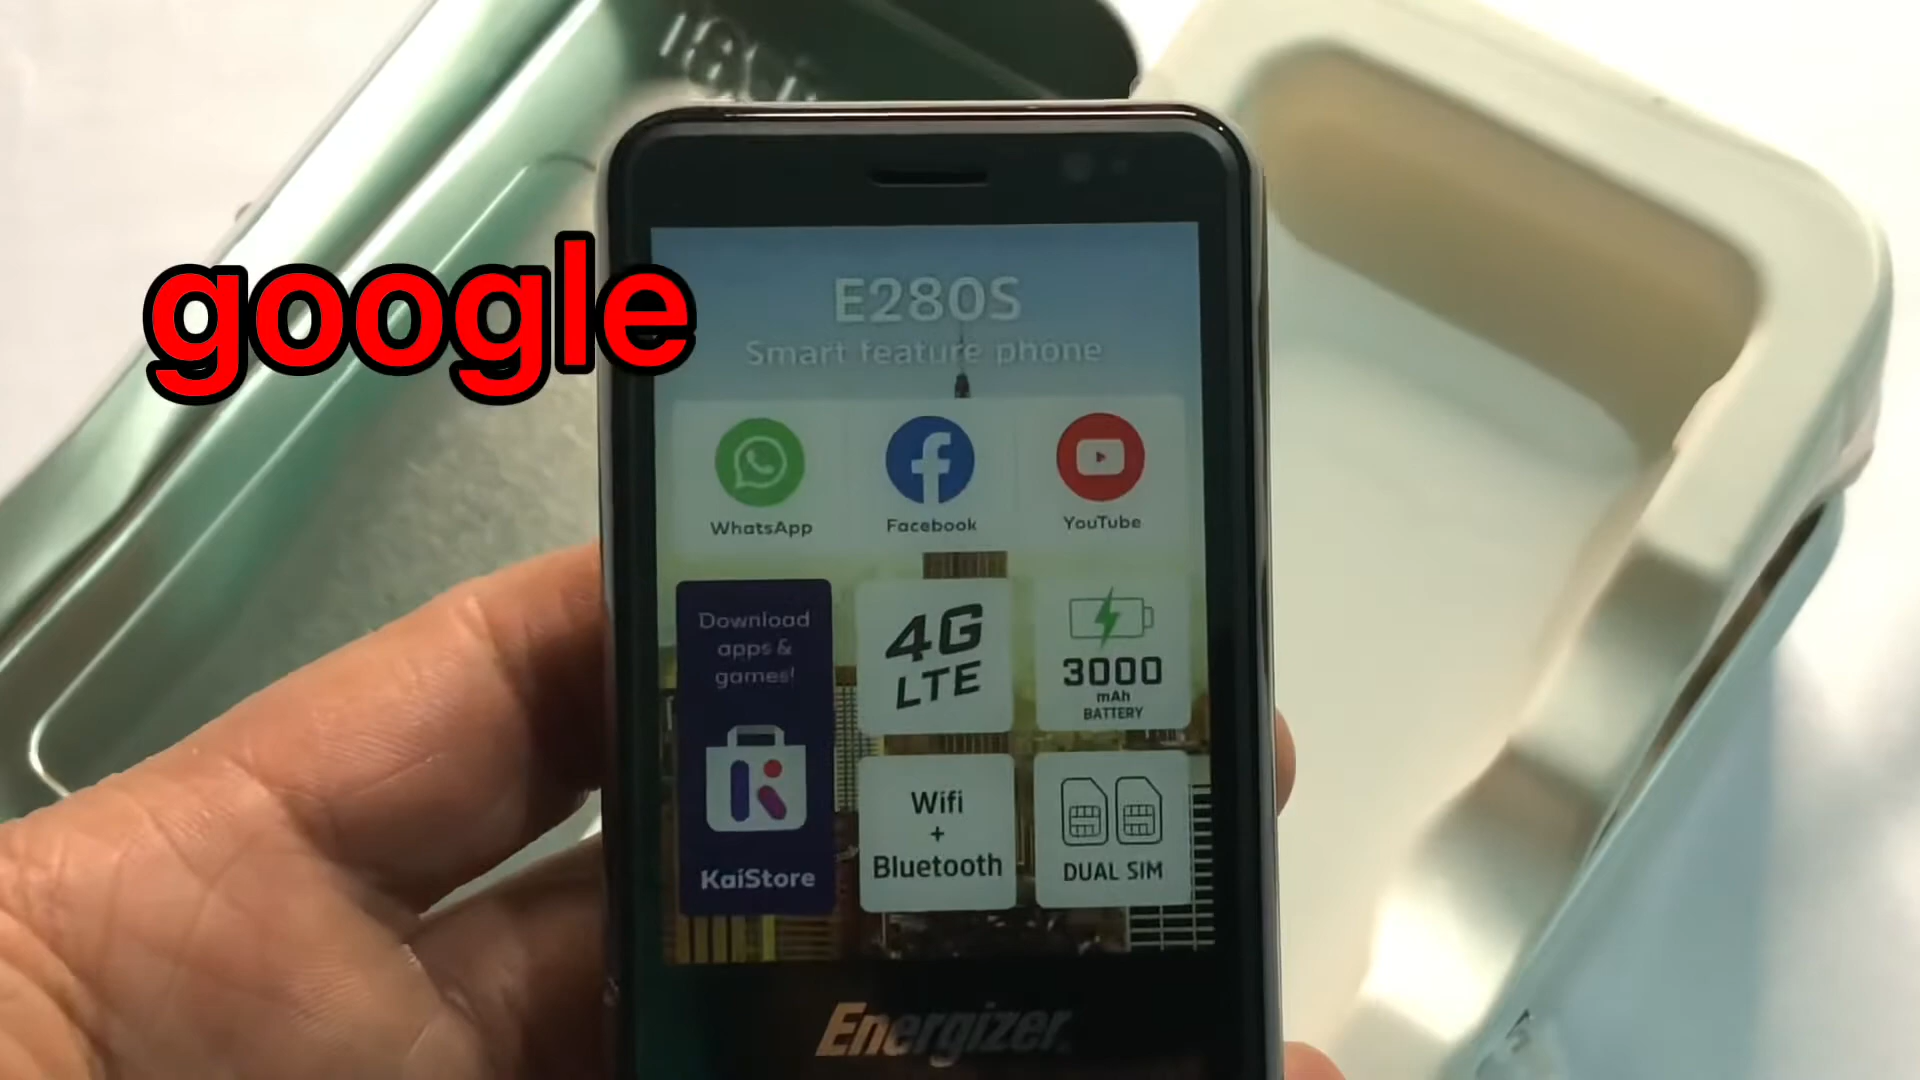 google
E280S
Smart feature phone
WhatsApp
Facebook
YouTube
Download
apps &
games!
KaiStore
4G
LTE
3000
mAh
BATTERY
Wifi
+
Bluetooth
DUAL SIM
Energizer